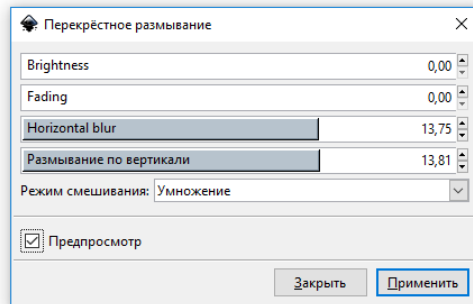 Перекрёстное размывание
Brightness 0,00
Fading 0,00
Horizontal blur 13,75
Размывание по вертикали 13,81
Режим смешивания: Умножение
Предпросмотр
Закрыть Применить